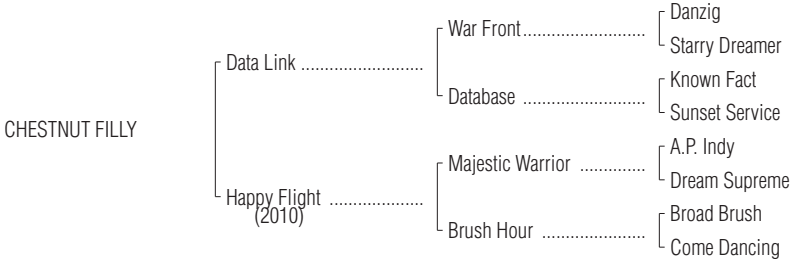 Danzig
War Front..........................
Starry Dreamer
Data Link ..........................
Known Fact
Database ..........................
Sunset Service
CHESTNUT FILLY
A.P. Indy
Majestic Warrior ..............
Dream Supreme
Happy Flight ....................
(2010)
Broad Brush
Brush Hour ......................
Come Dancing